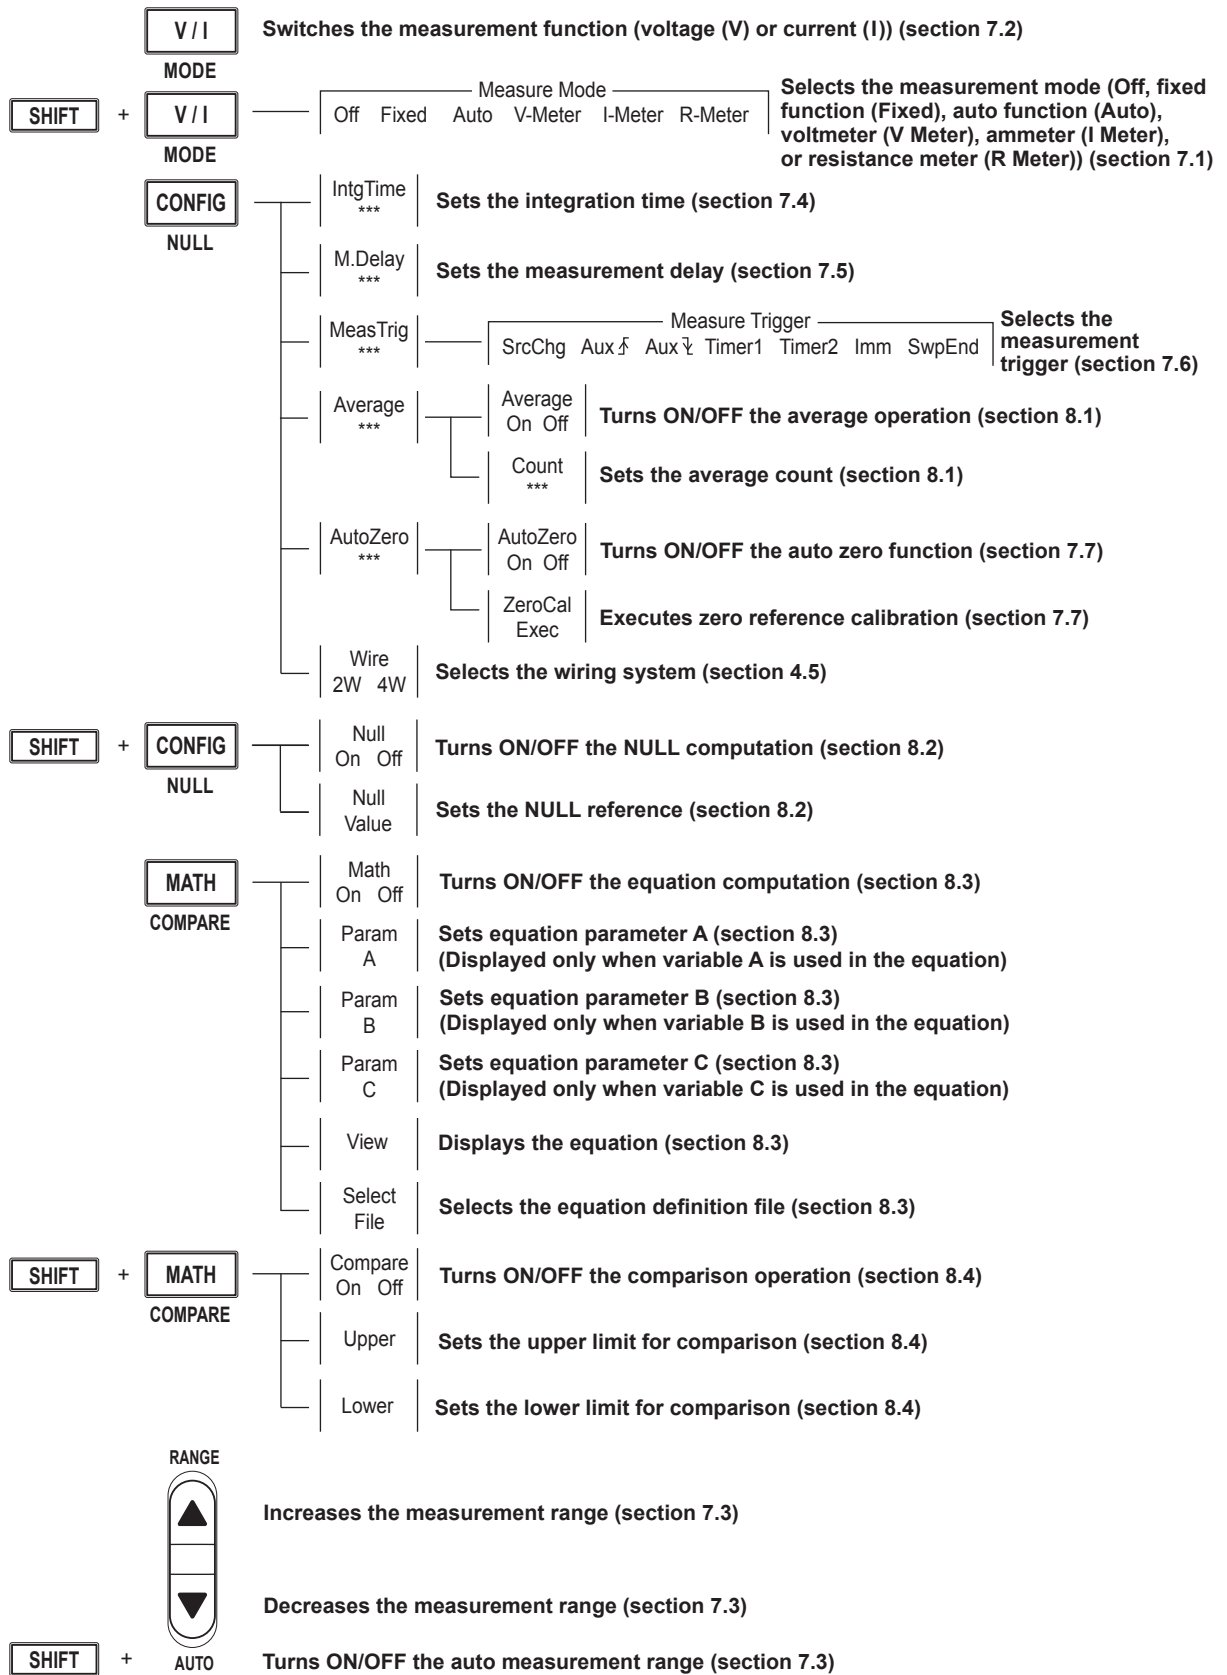 V / I
Switches the measurement function (voltage (V) or current (I)) (section 7.2)
MODE
SHIFT + V / I
MODE
Measure Mode
Off Fixed Auto V-Meter I-Meter R-Meter
Selects the measurement mode (Off, fixed
function (Fixed), auto function (Auto),
voltmeter (V Meter), ammeter (I Meter),
or resistance meter (R Meter)) (section 7.1)
CONFIG
NULL
IntgTime
***
Sets the integration time (section 7.4)
M.Delay
***
Sets the measurement delay (section 7.5)
MeasTrig
***
Measure Trigger
SrcChg Aux Aux Timer1 Timer2 Imm SwpEnd
Selects the
measurement
trigger (section 7.6)
Average
***
Average
On Off
Turns ON/OFF the average operation (section 8.1)
Count
***
Sets the average count (section 8.1)
AutoZero
***
AutoZero
On Off
Turns ON/OFF the auto zero function (section 7.7)
ZeroCal
Exec
Executes zero reference calibration (section 7.7)
Wire
2W 4W
Selects the wiring system (section 4.5)
SHIFT + CONFIG
NULL
Null
On Off
Turns ON/OFF the NULL computation (section 8.2)
Null
Value
Sets the NULL reference (section 8.2)
MATH
COMPARE
Math
On Off
Turns ON/OFF the equation computation (section 8.3)
Param
A
Sets equation parameter A (section 8.3)
(Displayed only when variable A is used in the equation)
Param
B
Sets equation parameter B (section 8.3)
(Displayed only when variable B is used in the equation)
Param
C
Sets equation parameter C (section 8.3)
(Displayed only when variable C is used in the equation)
View
Displays the equation (section 8.3)
Select
File
Selects the equation definition file (section 8.3)
SHIFT + MATH
COMPARE
Compare
On Off
Turns ON/OFF the comparison operation (section 8.4)
Upper
Sets the upper limit for comparison (section 8.4)
Lower
Sets the lower limit for comparison (section 8.4)
RANGE
Increases the measurement range (section 7.3)
Decreases the measurement range (section 7.3)
SHIFT + AUTO
Turns ON/OFF the auto measurement range (section 7.3)